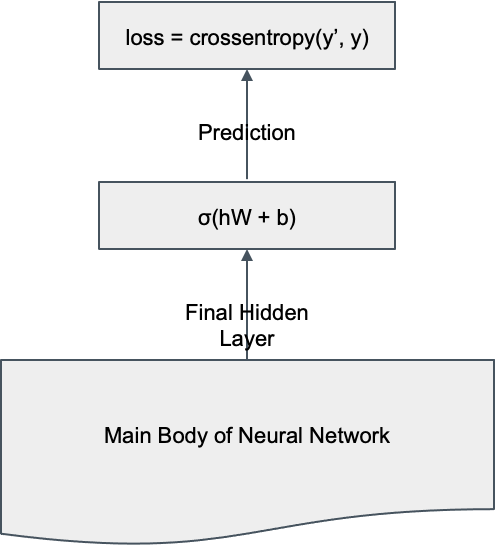 loss = crossentropy(y’, y)
Prediction
σ(hW + b)
Final Hidden
Layer
Main Body of Neural Network